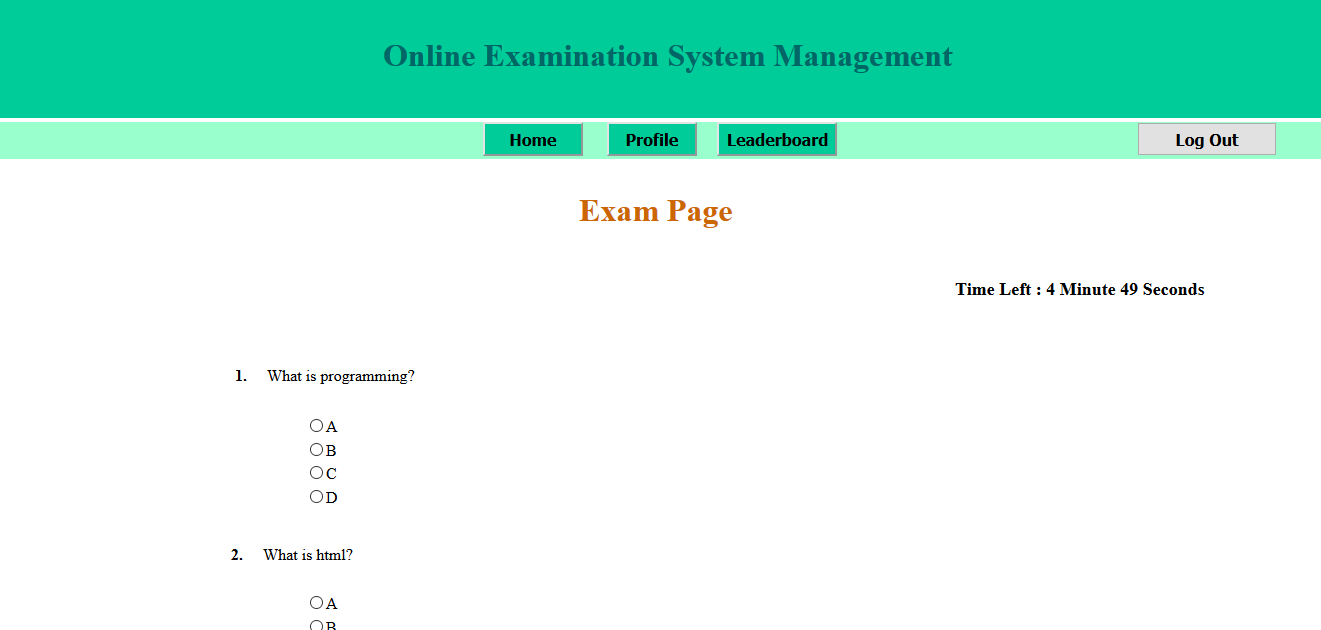 Online Examination System Management
Home Profile Leaderboard Log Out
Exam Page
Time Left : 4 Minute 49 Seconds
1. What is programming?
A
B
C
D
2. What is html?
A
B